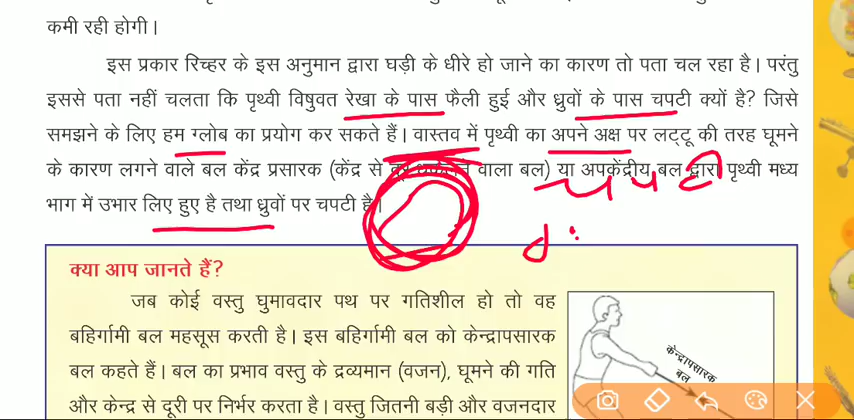 कमी रही होगी।
इस प्रकार रिच्हर के इस अनुमान द्वारा घड़ी के धीरे हो जाने का कारण तो पता चल रहा है। परंतु
इससे पता नहीं चलता कि पृथ्वी विषुवत रेखा के पास फैली हुई और ध्रुवों के पास चपटी क्यों है? जिसे
समझने के लिए हम ग्लोब का प्रयोग कर सकते हैं। वास्तव में पृथ्वी का अपने अक्ष पर लट्टू की तरह घूमने
के कारण लगने वाले बल केंद्र प्रसारक (केंद्र से दूर धकेलने वाला बल) या अपकेंद्रीय बल द्वारा पृथ्वी मध्य
भाग में उभार लिए हुए है तथा ध्रुवों पर चपटी है।
चपटी
क्या आप जानते हैं?
जब कोई वस्तु घुमावदार पथ पर गतिशील हो तो वह
बहिर्गामी बल महसूस करती है। इस बहिर्गामी बल को केन्द्रापसारक
बल कहते हैं। बल का प्रभाव वस्तु के द्रव्यमान (वजन), घूमने की गति
और केन्द्र से दूरी पर निर्भर करता है। वस्तु जितनी बड़ी और वजनदार
केन्द्रापसारक
बल